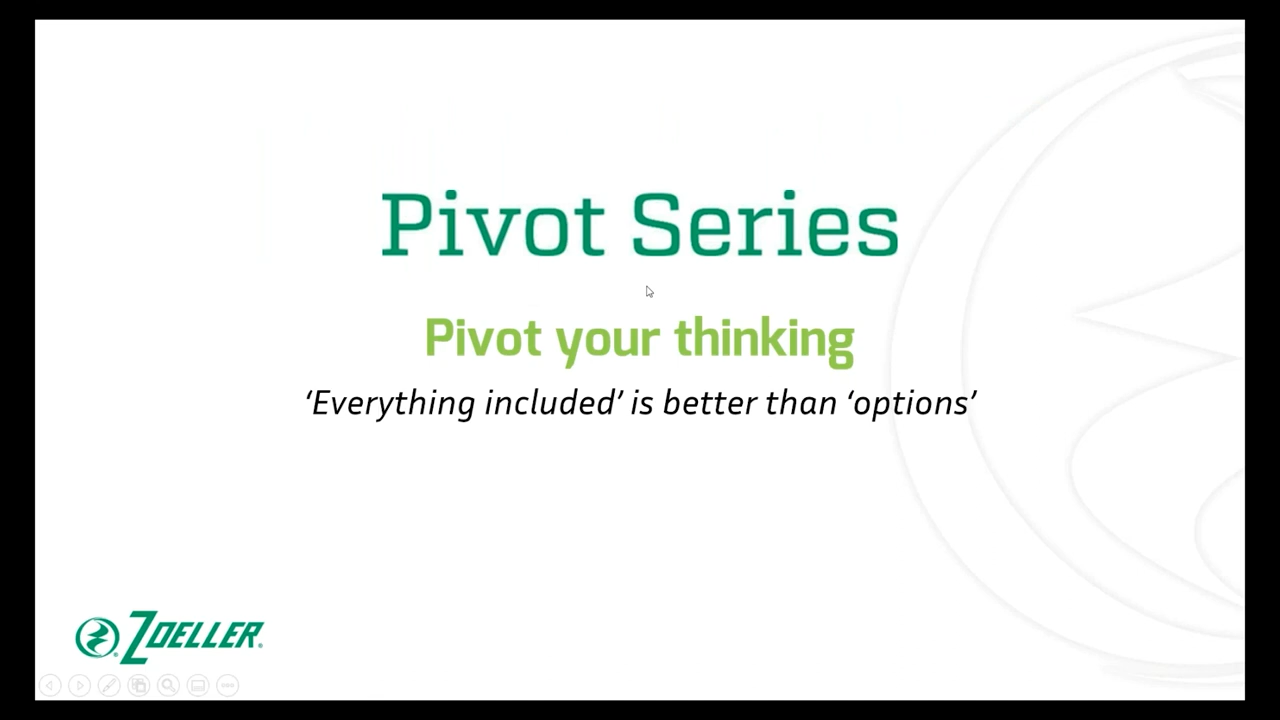 Pivot Series
Pivot your thinking
‘Everything included’ is better than ‘options’
ZOELLER®